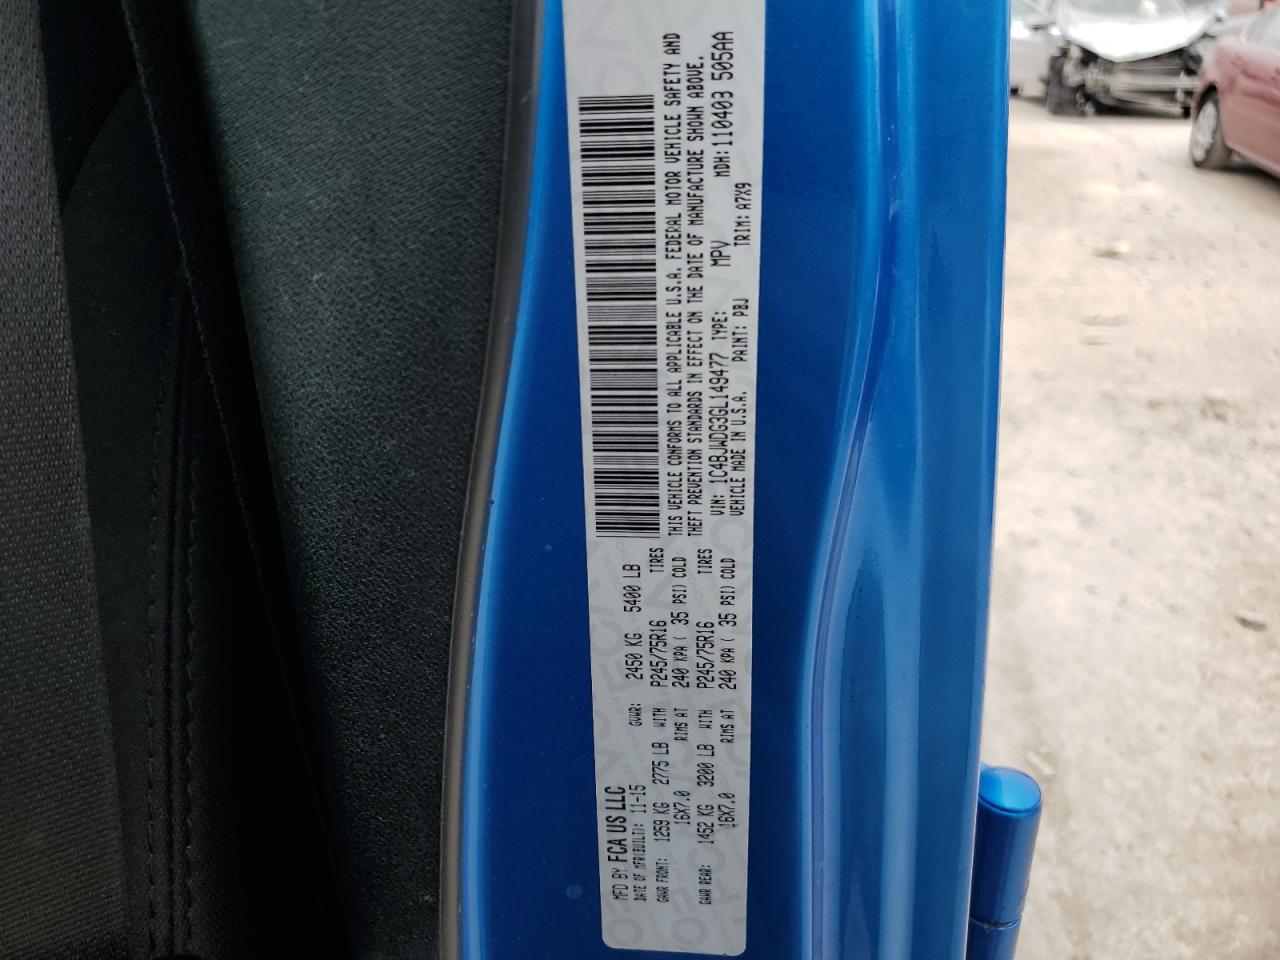 MFD BY FCA US LLC
DATE OF MFR(BUILT): 11-15 GVWR: 2450 KG 5400 LB
GAWR FRONT: 1259 KG 2775 LB WITH P245/75R16 TIRES
16X7.0 RIMS AT 240 KPA ( 35 PSI) COLD
GAWR REAR: 1452 KG 3200 LB WITH P245/75R16 TIRES
16X7.0 RIMS AT 240 KPA ( 35 PSI) COLD
THIS VEHICLE CONFORMS TO ALL APPLICABLE U.S.A. FEDERAL MOTOR VEHICLE SAFETY AND
THEFT PREVENTION STANDARDS IN EFFECT ON THE DATE OF MANUFACTURE SHOWN ABOVE.
VIN: 1C4BJWDG3GL149477 TYPE: MPV MDH:110403 505AA
VEHICLE MADE IN U.S.A. PAINT: PBJ TRIM: A7X9